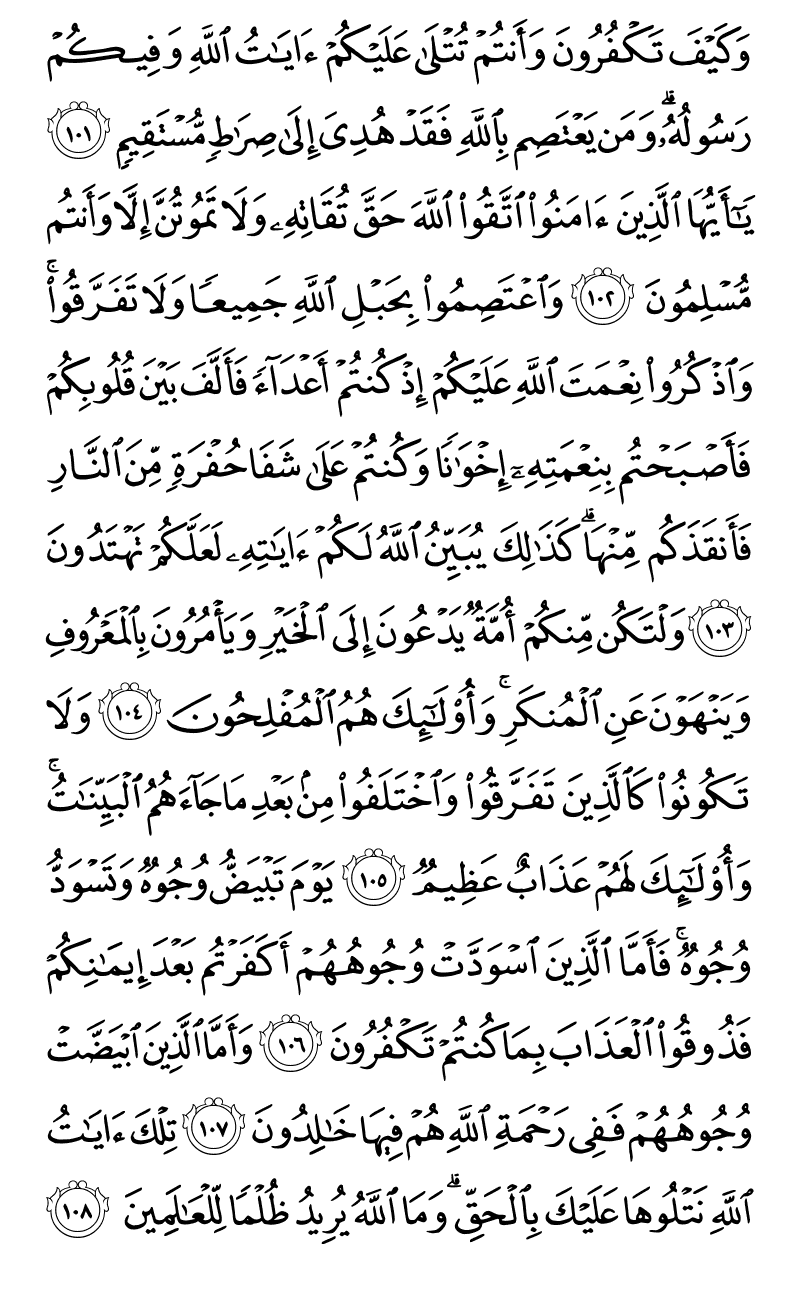 وَكَيۡفَ تَكۡفُرُونَ وَأَنتُمۡ تُتۡلَىٰ عَلَيۡكُمۡ ءَايَٰتُ ٱللَّهِ وَفِيكُمۡ
رَسُولُهُۥۗ وَمَن يَعۡتَصِم بِٱللَّهِ فَقَدۡ هُدِيَ إِلَىٰ صِرَٰطٖ مُّسۡتَقِيمٖ ١٠١
يَٰٓأَيُّهَا ٱلَّذِينَ ءَامَنُواْ ٱتَّقُواْ ٱللَّهَ حَقَّ تُقَاتِهِۦ وَلَا تَمُوتُنَّ إِلَّا وَأَنتُم
مُّسۡلِمُونَ ١٠٢ وَٱعۡتَصِمُواْ بِحَبۡلِ ٱللَّهِ جَمِيعٗا وَلَا تَفَرَّقُواْۚ
وَٱذۡكُرُواْ نِعۡمَتَ ٱللَّهِ عَلَيۡكُمۡ إِذۡ كُنتُمۡ أَعۡدَآءٗ فَأَلَّفَ بَيۡنَ قُلُوبِكُمۡ
فَأَصۡبَحۡتُم بِنِعۡمَتِهِۦٓ إِخۡوَٰنٗا وَكُنتُمۡ عَلَىٰ شَفَا حُفۡرَةٖ مِّنَ ٱلنَّارِ
فَأَنقَذَكُم مِّنۡهَاۗ كَذَٰلِكَ يُبَيِّنُ ٱللَّهُ لَكُمۡ ءَايَٰتِهِۦ لَعَلَّكُمۡ تَهۡتَدُونَ
١٠٣ وَلۡتَكُن مِّنكُمۡ أُمَّةٞ يَدۡعُونَ إِلَى ٱلۡخَيۡرِ وَيَأۡمُرُونَ بِٱلۡمَعۡرُوفِ
وَيَنۡهَوۡنَ عَنِ ٱلۡمُنكَرِۚ وَأُوْلَٰٓئِكَ هُمُ ٱلۡمُفۡلِحُونَ ١٠٤ وَلَا
تَكُونُواْ كَٱلَّذِينَ تَفَرَّقُواْ وَٱخۡتَلَفُواْ مِنۢ بَعۡدِ مَا جَآءَهُمُ ٱلۡبَيِّنَٰتُۚ
وَأُوْلَٰٓئِكَ لَهُمۡ عَذَابٌ عَظِيمٞ ١٠٥ يَوۡمَ تَبۡيَضُّ وُجُوهٞ وَتَسۡوَدُّ
وُجُوهٞۚ فَأَمَّا ٱلَّذِينَ ٱسۡوَدَّتۡ وُجُوهُهُمۡ أَكَفَرۡتُم بَعۡدَ إِيمَٰنِكُمۡ
فَذُوقُواْ ٱلۡعَذَابَ بِمَا كُنتُمۡ تَكۡفُرُونَ ١٠٦ وَأَمَّا ٱلَّذِينَ ٱبۡيَضَّتۡ
وُجُوهُهُمۡ فَفِي رَحۡمَةِ ٱللَّهِ هُمۡ فِيهَا خَٰلِدُونَ ١٠٧ تِلۡكَ ءَايَٰتُ
ٱللَّهِ نَتۡلُوهَا عَلَيۡكَ بِٱلۡحَقِّۗ وَمَا ٱللَّهُ يُرِيدُ ظُلۡمٗا لِّلۡعَٰلَمِينَ ١٠٨